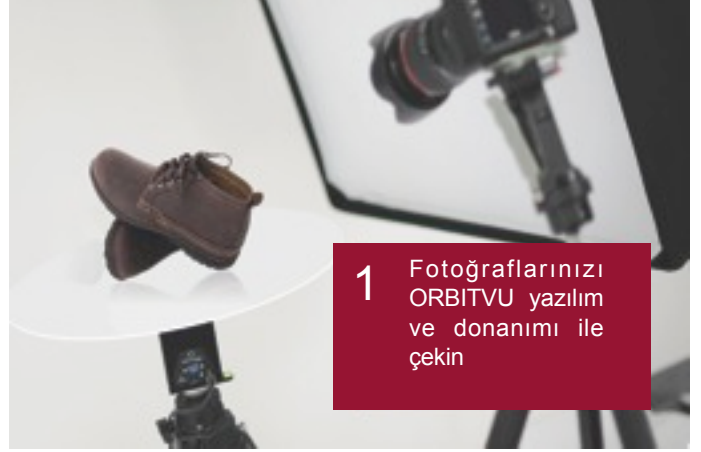 1
Fotoğraflarınızı
ORBITVU yazılım
ve donanımı ile
çekin